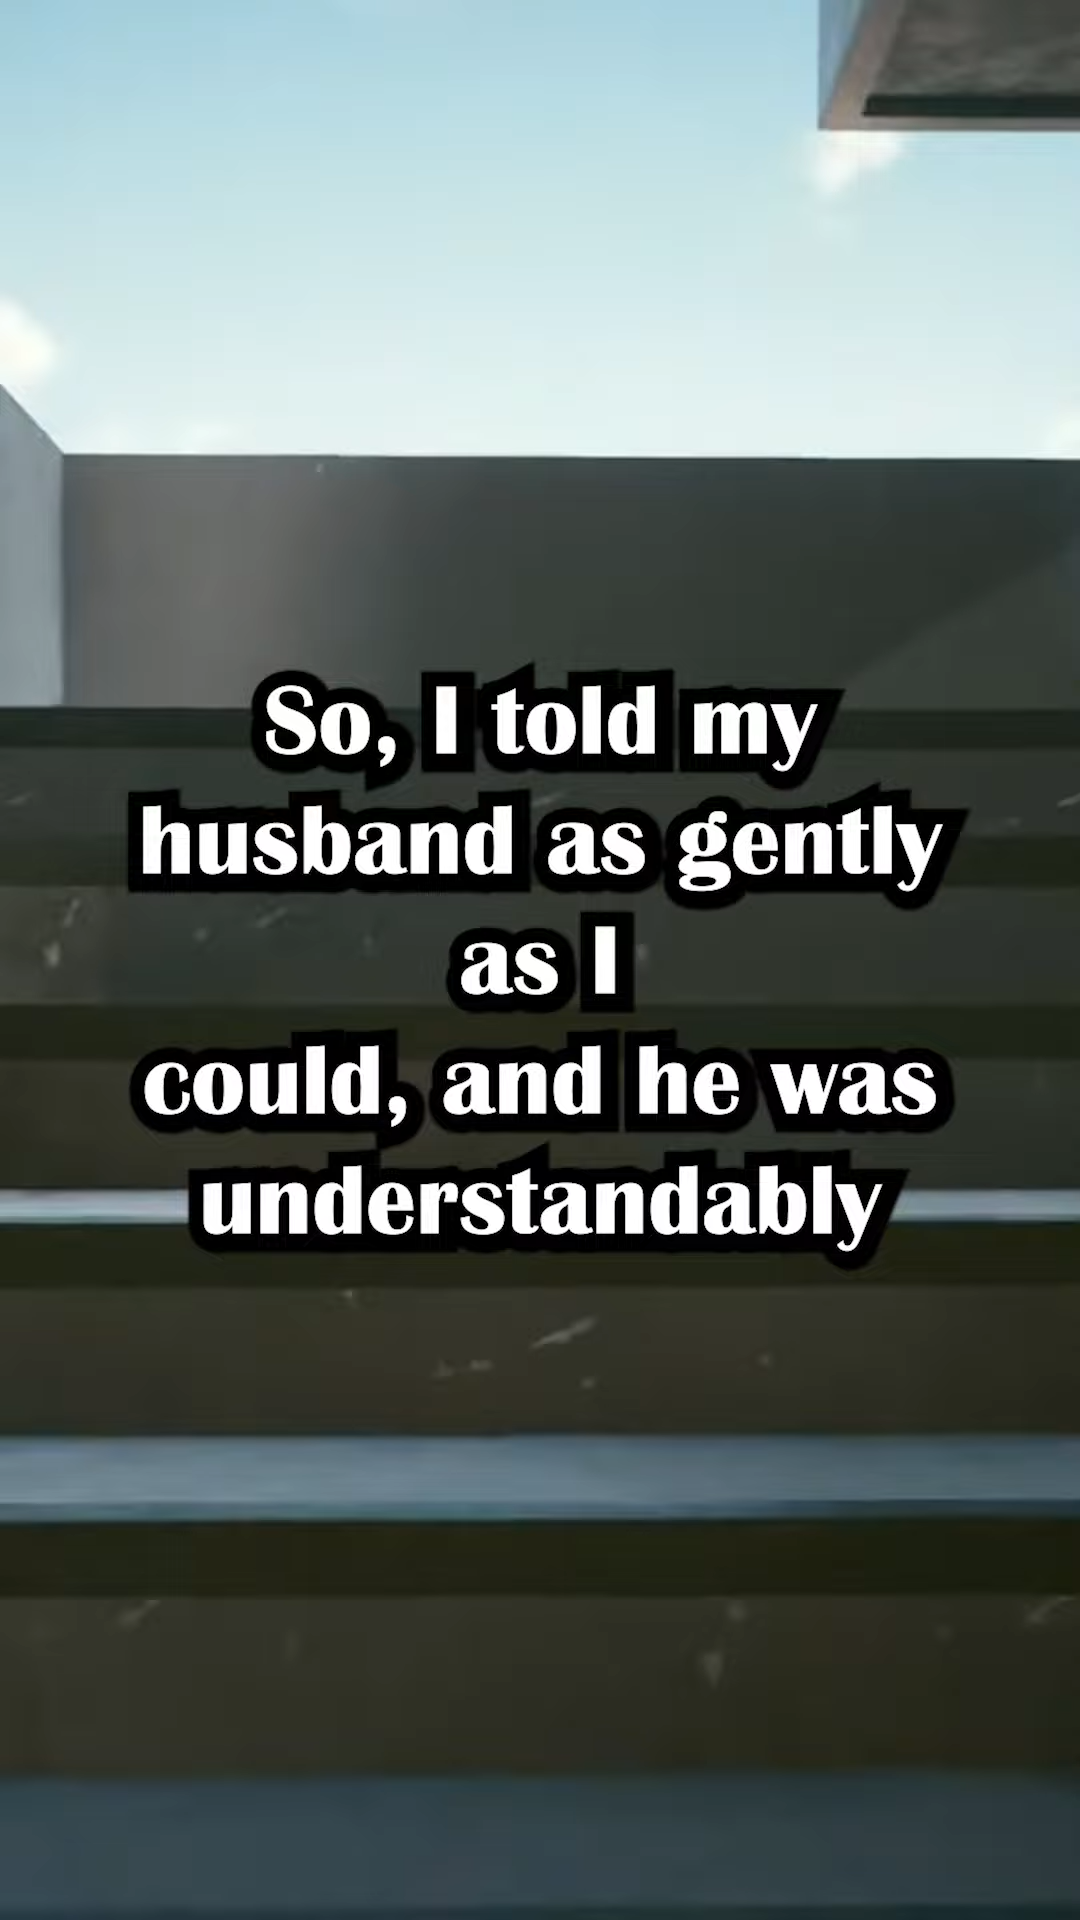 So, I told my
husband as gently
as I
could, and he was
understandably